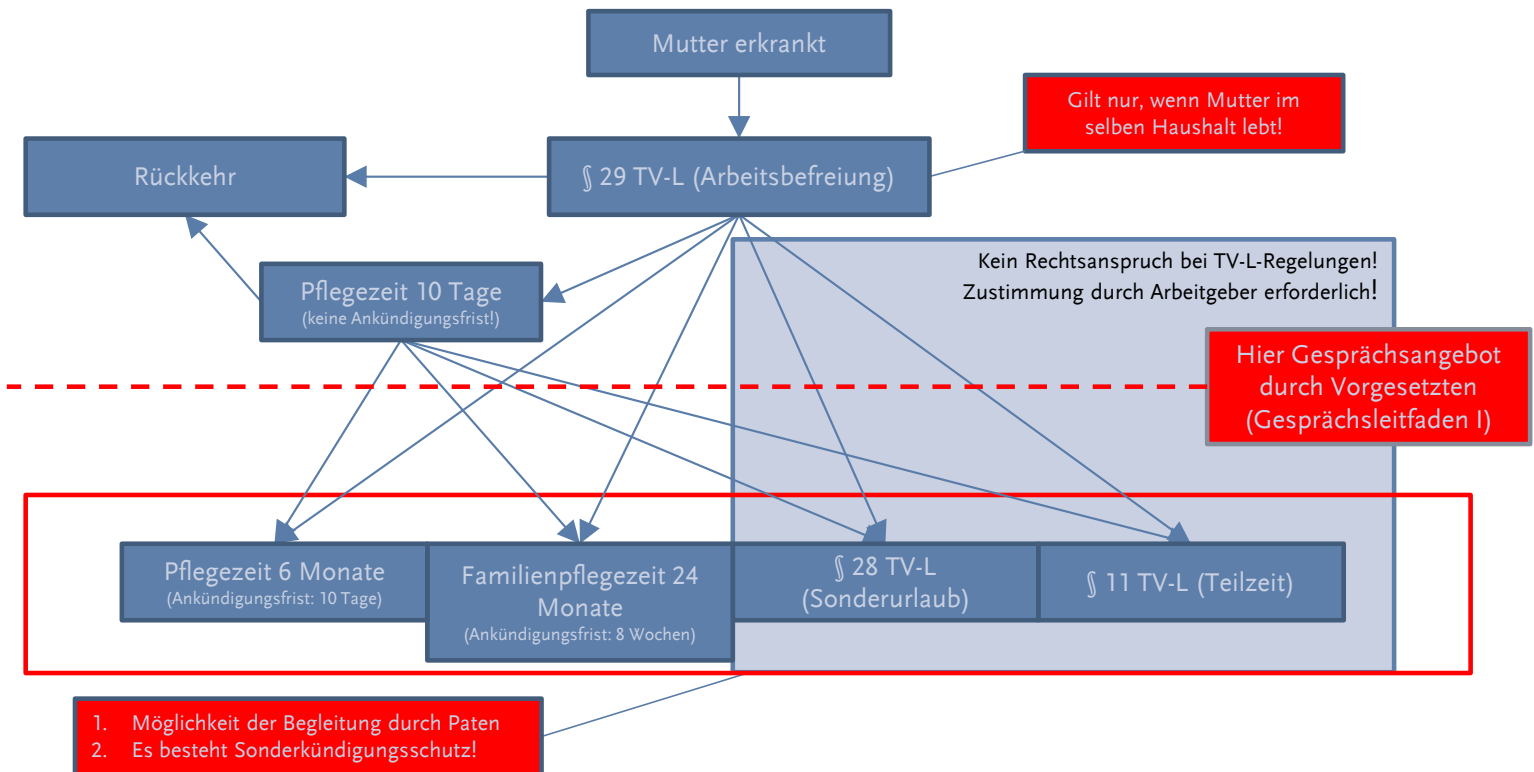 Mutter erkrankt
Gilt nur, wenn Mutter im
selben Haushalt lebt!
Rückkehr
§ 29 TV-L (Arbeitsbefreiung)
Kein Rechtsanspruch bei TV-L-Regelungen!
Zustimmung durch Arbeitgeber erforderlich!
Pflegezeit 10 Tage
(keine Ankündigungsfrist!)
Hier Gesprächsangebot
durch Vorgesetzten
(Gesprächsleitfaden I)
Pflegezeit 6 Monate
(Ankündigungsfrist: 10 Tage)
Familienpflegezeit 24
Monate
(Ankündigungsfrist: 8 Wochen)
§ 28 TV-L
(Sonderurlaub)
§ 11 TV-L (Teilzeit)
1. Möglichkeit der Begleitung durch Paten
2. Es besteht Sonderkündigungsschutz!